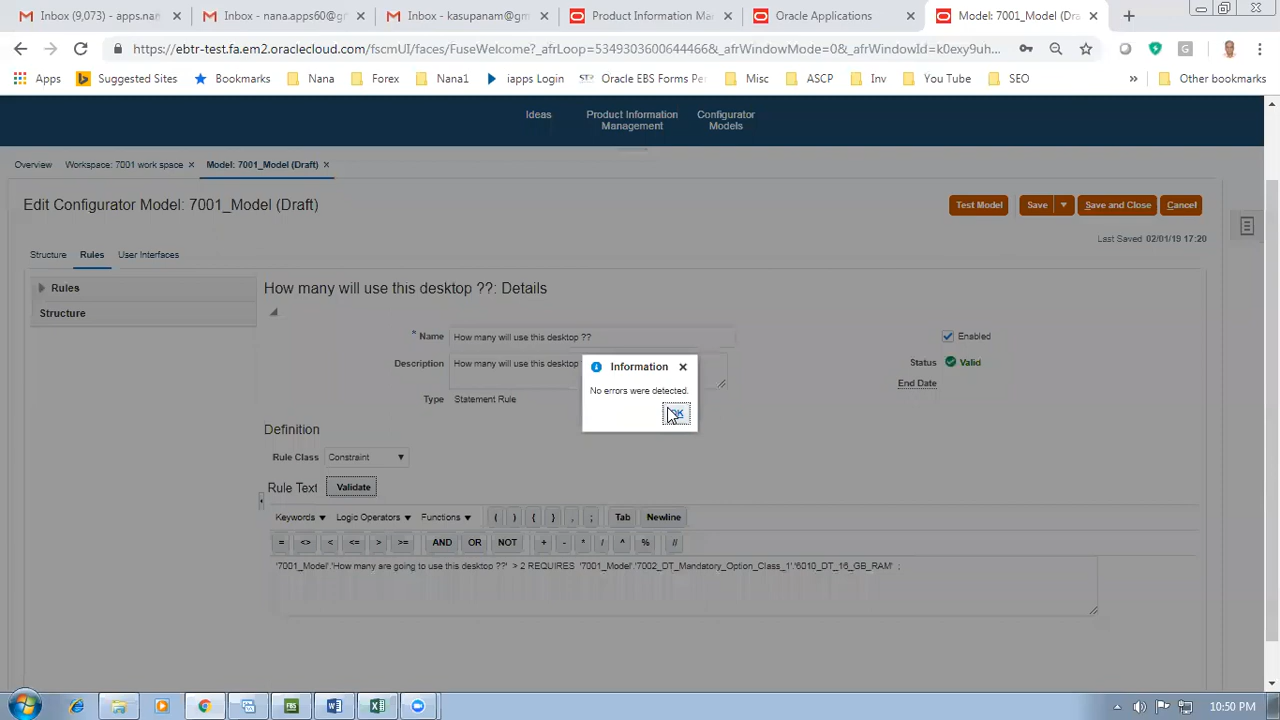 Inbox (9,073) - apps.nan
Inbox - nana.apps60@gr
Inbox - kasupanam@gm
Product Information Ma
Oracle Applications
Model: 7001_Model (Dra
https://ebtr-test.fa.em2.oraclecloud.com/fscmUI/faces/FuseWelcome?_afrLoop=53493036006444466&_afrWindowMode=0&_afrWindowId=k0exy9uh...
Apps
Suggested Sites
Bookmarks
Nana
Forex
Nana1
iapps Login
Oracle EBS Forms Pe
Misc
ASCP
Inv
You Tube
SEO
»
Other bookmarks
Ideas
Product Information Management
Configurator Models
Overview
Workspace: 7001 work space
Model: 7001_Model (Draft)
Edit Configurator Model: 7001_Model (Draft)
Test Model
Save
Save and Close
Cancel
Last Saved 02/01/19 17:20
Structure
Rules
User Interfaces
Rules
Structure
How many will use this desktop ??: Details
* Name How many will use this desktop ??
Enabled
Description How many will use this desktop
Status Valid
End Date
Type Statement Rule
Information
No errors were detected.
OK
Definition
Rule Class Constraint
Rule Text Validate
Keywords Logic Operators Functions ( ) { } , ; Tab Newline
= <> < <= > >= AND OR NOT + - * / ^ % //
'7001_Model'.'How many are going to use this desktop ??' > 2 REQUIRES '7001_Model'.'7002_DT_Mandatory_Option_Class_1'.'6010_DT_16_GB_RAM' ;
10:50 PM